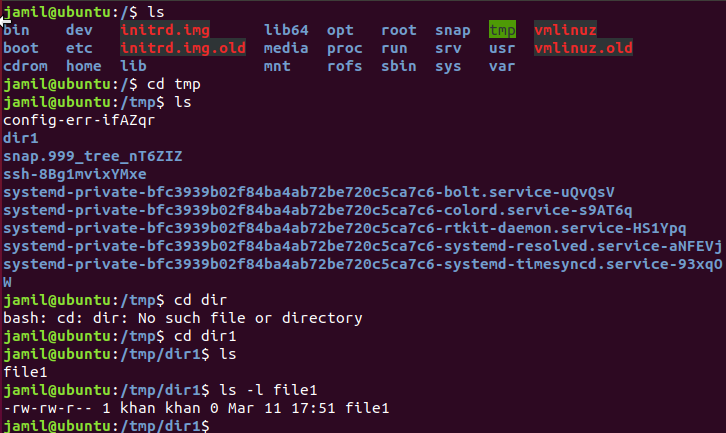 jamil@ubuntu:/$ ls
bin dev initrd.img lib64 opt root snap tmp vmlinuz
boot etc initrd.img.old media proc run srv usr vmlinuz.old
cdrom home lib mnt rofs sbin sys var
jamil@ubuntu:/$ cd tmp
jamil@ubuntu:/tmp$ ls
config-err-ifAZqr
dir1
snap.999_tree_nT6ZIZ
ssh-8Bg1mvixYMxe
systemd-private-bfc3939b02f84ba4ab72be720c5ca7c6-bolt.service-uQvQsV
systemd-private-bfc3939b02f84ba4ab72be720c5ca7c6-colord.service-s9AT6q
systemd-private-bfc3939b02f84ba4ab72be720c5ca7c6-rtkit-daemon.service-HS1Ypq
systemd-private-bfc3939b02f84ba4ab72be720c5ca7c6-systemd-resolved.service-aNFEVj
systemd-private-bfc3939b02f84ba4ab72be720c5ca7c6-systemd-timesyncd.service-93xqO
W
jamil@ubuntu:/tmp$ cd dir
bash: cd: dir: No such file or directory
jamil@ubuntu:/tmp$ cd dir1
jamil@ubuntu:/tmp/dir1$ ls
file1
jamil@ubuntu:/tmp/dir1$ ls -l file1
-rw-rw-r-- 1 khan khan 0 Mar 11 17:51 file1
jamil@ubuntu:/tmp/dir1$